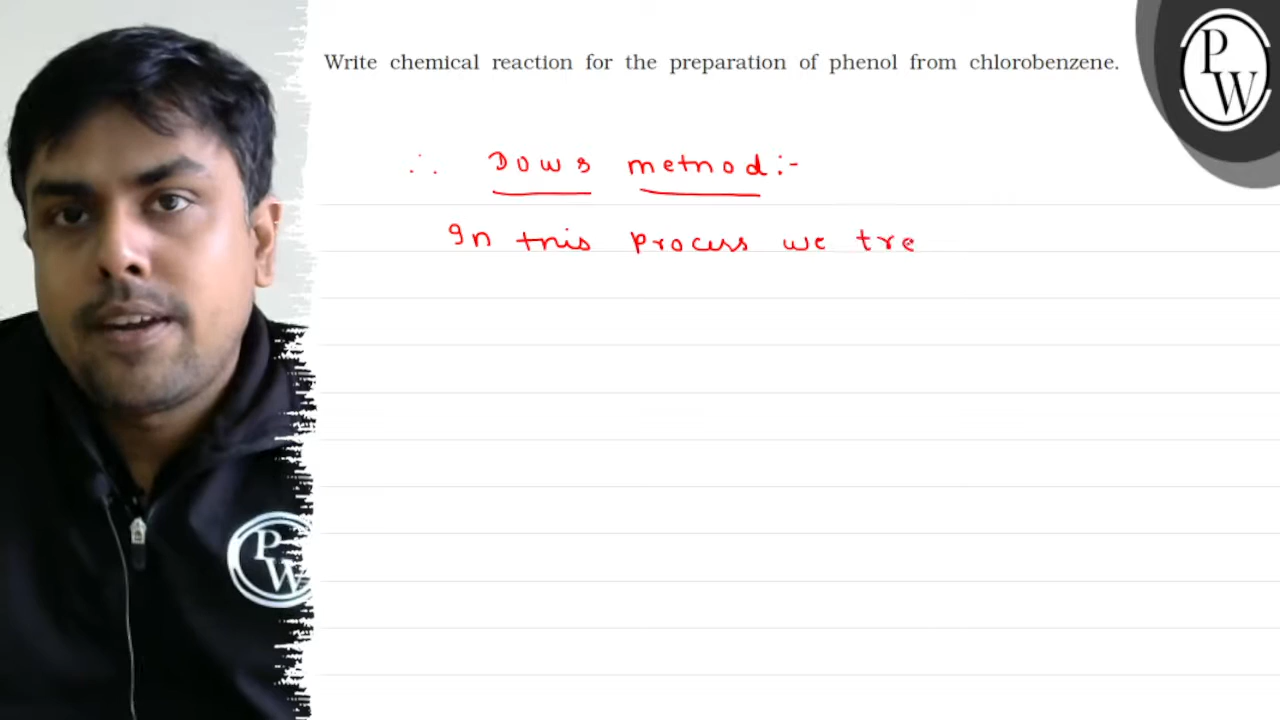 Write chemical reaction for the preparation of phenol from chlorobenzene.
P
W
∴ Dows method:-
In this process we tre
P
W